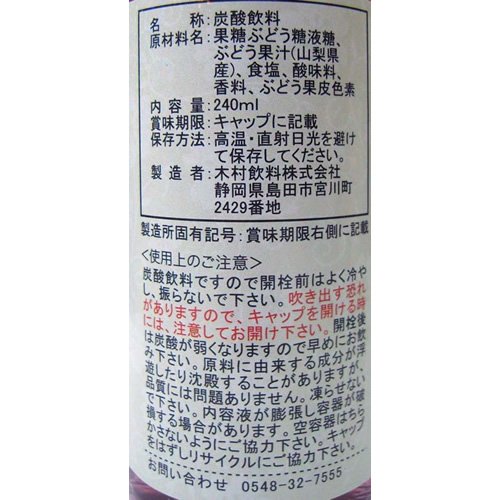 名 称:炭酸飲料
原材料名:果糖ぶどう糖液糖、
ぶどう果汁(山梨県
産)、食塩、酸味料、
香料、ぶどう果皮色素
内 容 量:240ml
賞味期限:キャップに記載
保存方法:高温・直射日光を避け
て保存してください。
製 造 者:木村飲料株式会社
静岡県島田市宮川町
2429番地
製造所固有記号:賞味期限右側に記載
<使用上のご注意>
炭酸飲料ですので開栓前はよく冷や
し、振らないで下さい。吹き出す恐れ
がありますので、キャップを開ける時
には、注意してお開け下さい。開栓後
は炭酸が弱くなりますので早めにお飲
み下さい。原料に由来する成分が浮
遊したり沈殿することがありますが、
品質には問題ありません。凍らせない
で下さい。内容液が膨張し容器が破
損する場合があります。空容器はちら
かさないようにご協力下さい。キャップ
をはずしリサイクルにご協力下さい。
お問い合わせ 0548-32-7555